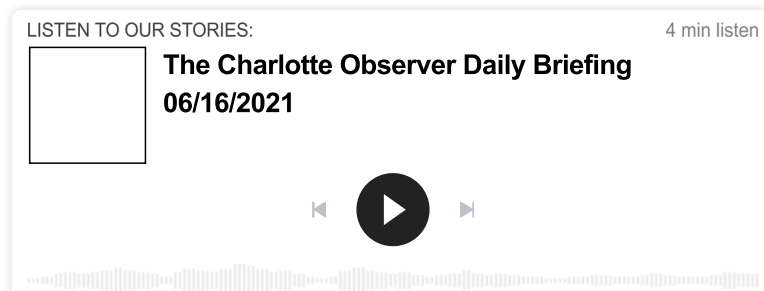 LISTEN TO OUR STORIES:
4 min listen
The Charlotte Observer Daily Briefing
06/16/2021